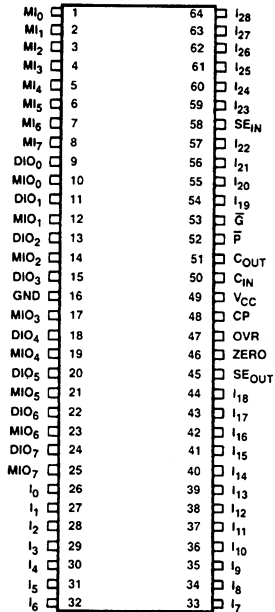 MI₀ 1 64 I₂₈
MI₁ 2 63 I₂₇
MI₂ 3 62 I₂₆
MI₃ 4 61 I₂₅
MI₄ 5 60 I₂₄
MI₅ 6 59 I₂₃
MI₆ 7 58 SE_IN
MI₇ 8 57 I₂₂
DIO₀ 9 56 I₂₁
MIO₀ 10 55 I₂₀
DIO₁ 11 54 I₁₉
MIO₁ 12 53 G̅
DIO₂ 13 52 P̅
MIO₂ 14 51 C_OUT
DIO₃ 15 50 C_IN
GND 16 49 V_CC
MIO₃ 17 48 CP
DIO₄ 18 47 OVR
MIO₄ 19 46 ZERO
DIO₅ 20 45 SE_OUT
MIO₅ 21 44 I₁₈
DIO₆ 22 43 I₁₇
MIO₆ 23 42 I₁₆
DIO₇ 24 41 I₁₅
MIO₇ 25 40 I₁₄
I₀ 26 39 I₁₃
I₁ 27 38 I₁₂
I₂ 28 37 I₁₁
I₃ 29 36 I₁₀
I₄ 30 35 I₉
I₅ 31 34 I₈
I₆ 32 33 I₇